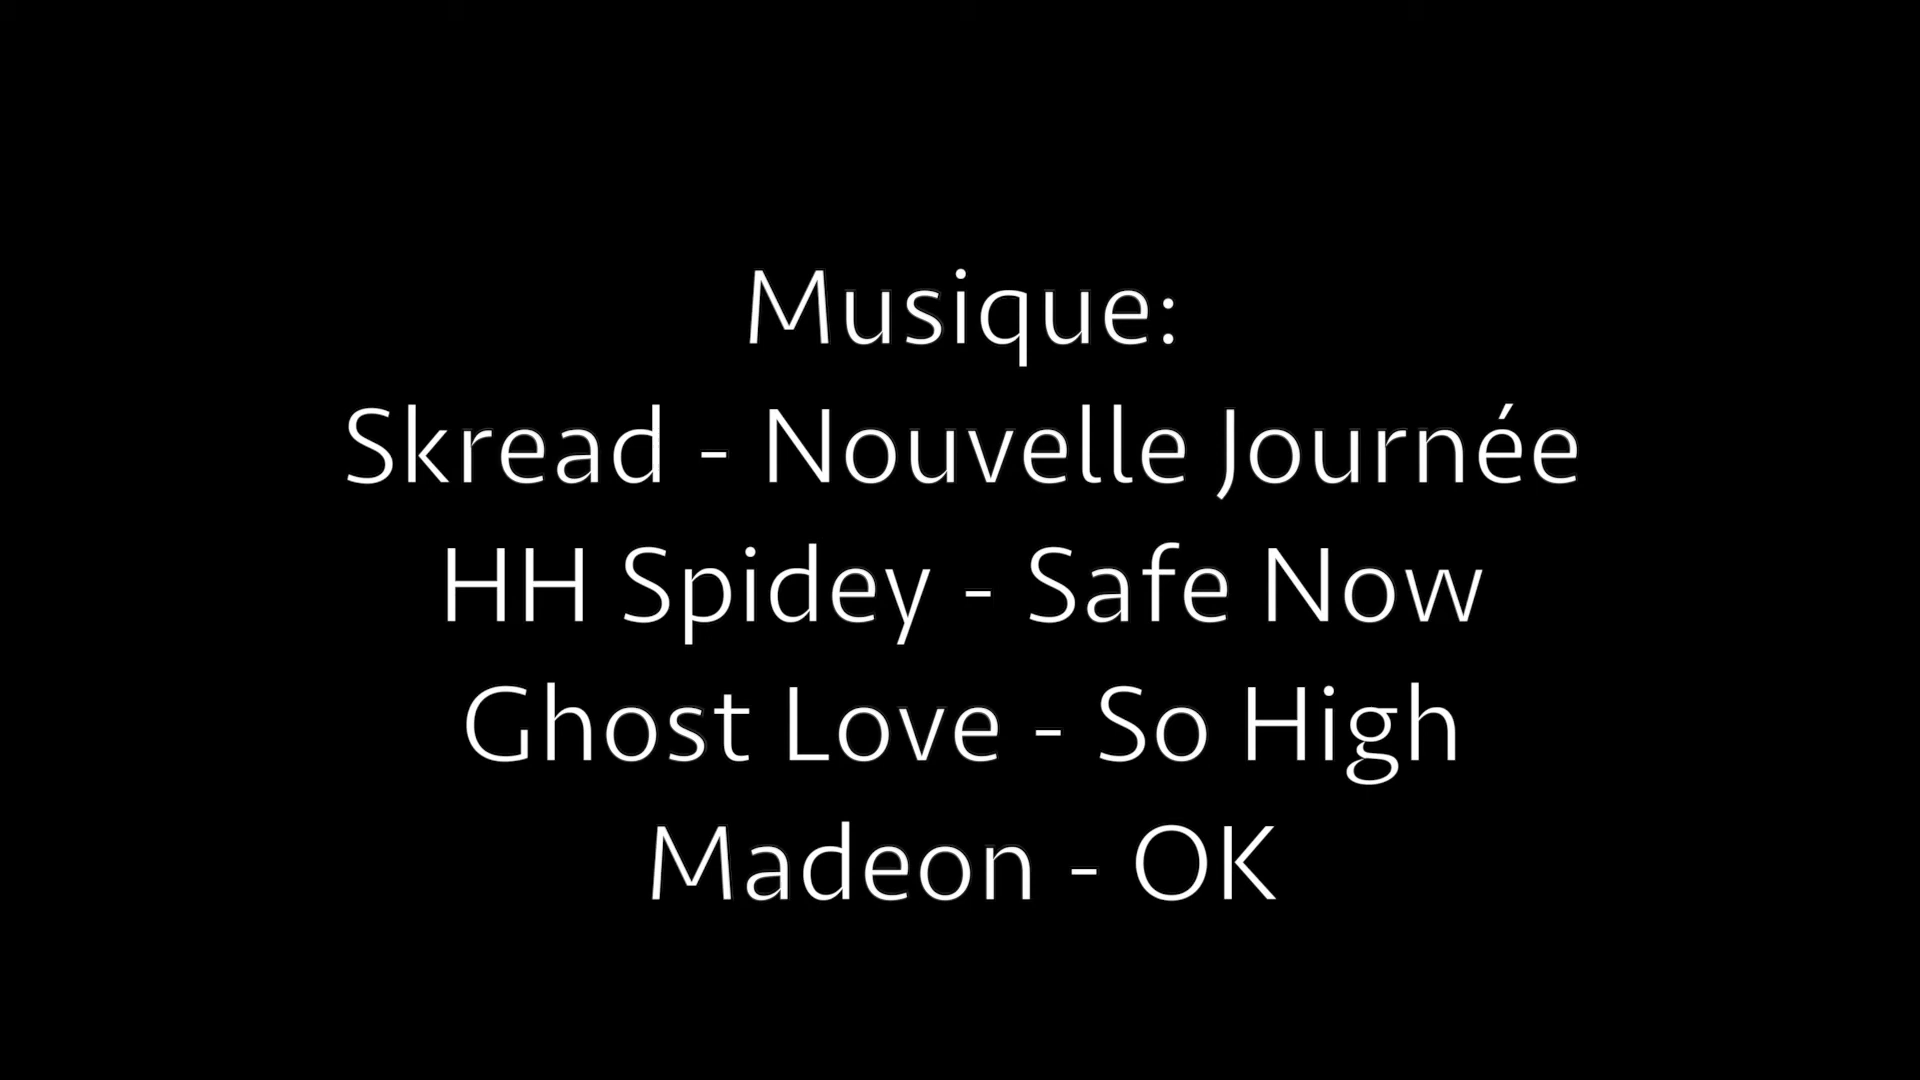 Musique:
Skread - Nouvelle Journée
HH Spidey - Safe Now
Ghost Love - So High
Madeon - OK